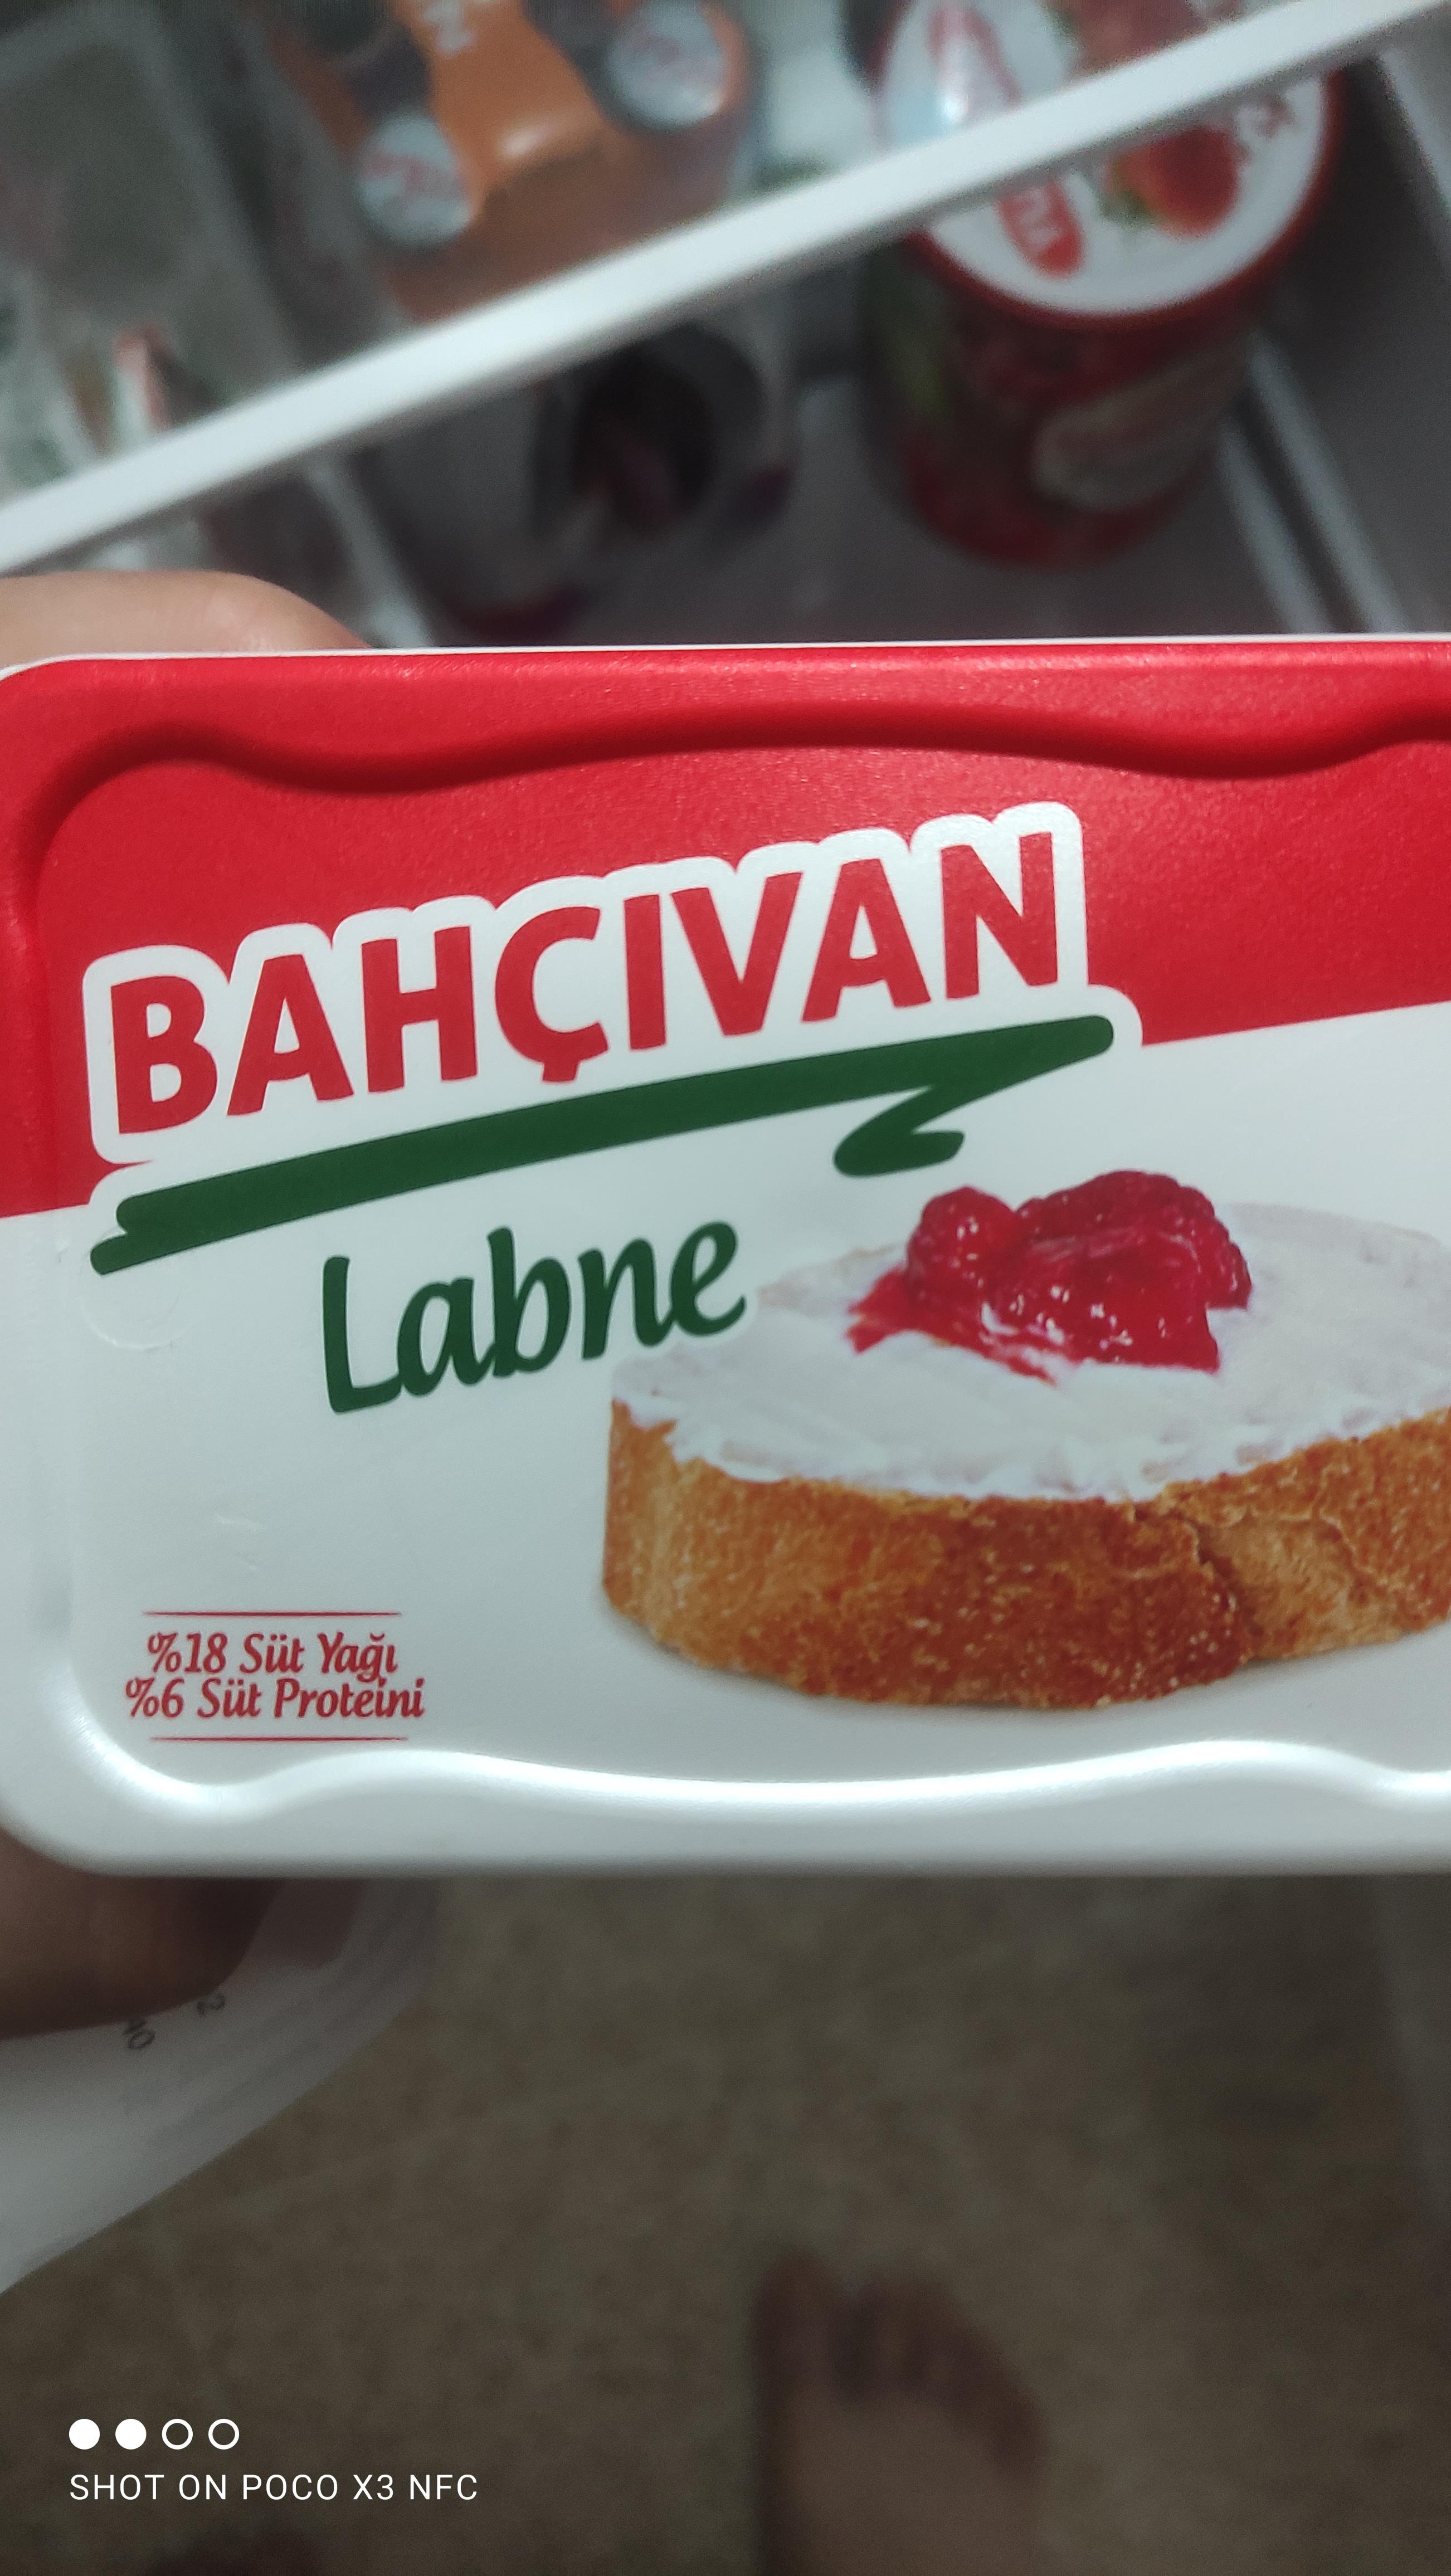 BAHÇIVAN
Labne
%18 Süt Yağı
%6 Süt Proteini
SHOT ON POCO X3 NFC